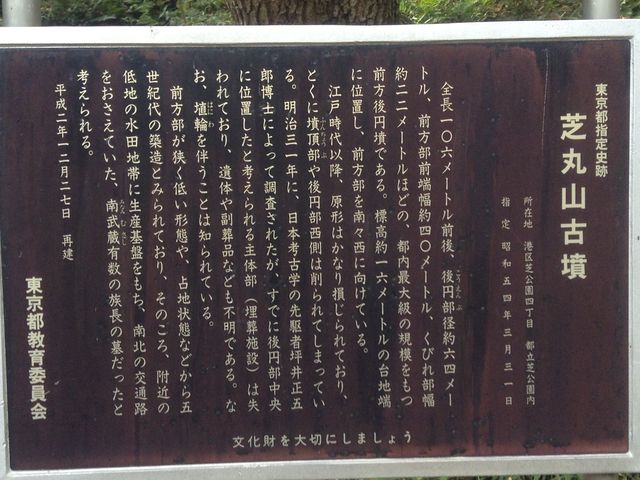 東京都指定史跡
芝丸山古墳
所在地 港区芝公園四丁目 都立芝公園内
指定 昭和五四年三月三一日
全長一〇六メートル前後、後円部径約六四メー
トル、前方部前端幅約四〇メートル、くびれ部幅
約二二メートルほどの、都内最大級の規模をもつ
前方後円墳である。標高約一六メートルの台地端
に位置し、前方部を南々西に向けている。
江戸時代以降、原形はかなり損じられており、
とくに墳頂部や後円部西側は削られてしまってい
る。明治三一年に、日本考古学の先駆者坪井正五
郎博士によって調査されたが、すでに後円部中央
に位置したと考えられる主体部（埋葬施設）は失
われており、遺体や副葬品なども不明である。な
お、埴輪を伴うことは知られている。
前方部が狭く低い形態や、占地状態などから五
世紀代の築造とみられており、そのころ、附近の
低地の水田地帯に生産基盤をもち、南北の交通路
をおさえていた、南武蔵有数の族長の墓だったと
考えられる。
平成二年一二月二七日 再建
東京都教育委員会
文化財を大切にしましょう